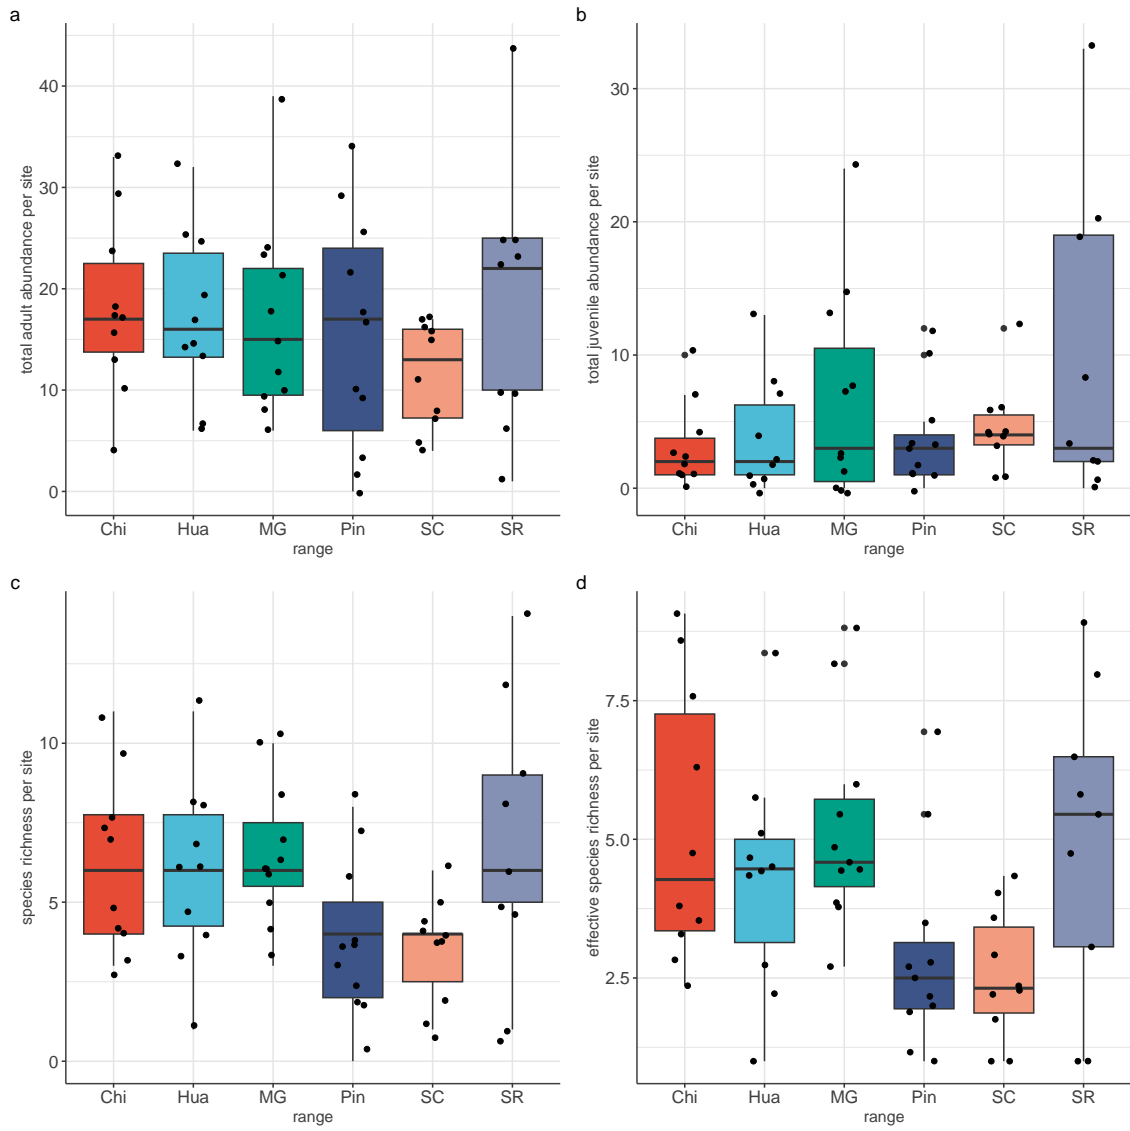 a
total adult abundance per site
40
30
20
10
0
Chi Hua MG Pin SC SR
range
b
total juvenile abundance per site
30
20
10
0
Chi Hua MG Pin SC SR
range
c
species richness per site
10
5
0
Chi Hua MG Pin SC SR
range
d
effective species richness per site
7.5
5.0
2.5
Chi Hua MG Pin SC SR
range